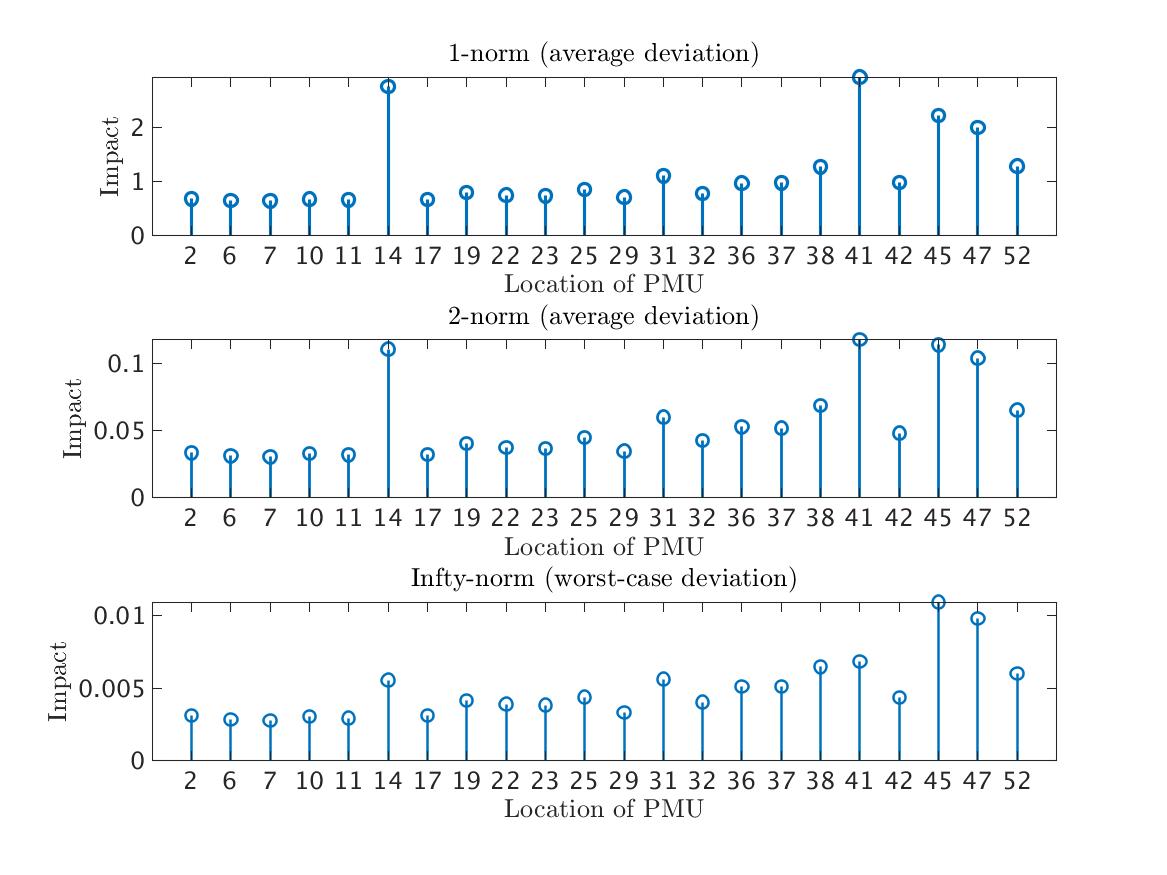 1-norm (average deviation)
Impact
2
1
0
2 6 7 10 11 14 17 19 22 23 25 29 31 32 36 37 38 41 42 45 47 52
Location of PMU
2-norm (average deviation)
Impact
0.1
0.05
0
2 6 7 10 11 14 17 19 22 23 25 29 31 32 36 37 38 41 42 45 47 52
Location of PMU
Infty-norm (worst-case deviation)
Impact
0.01
0.005
0
2 6 7 10 11 14 17 19 22 23 25 29 31 32 36 37 38 41 42 45 47 52
Location of PMU